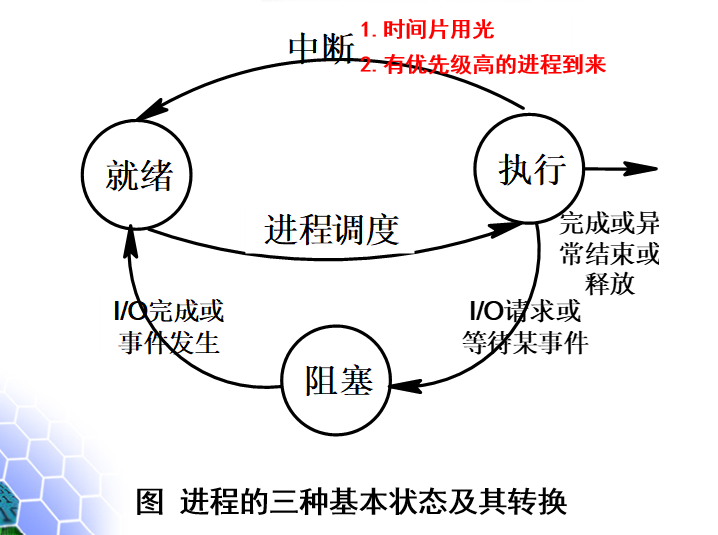 1. 时间片用光
中断
2. 有优先级高的进程到来
就绪
执行
进程调度
完成或异
常结束或
释放
I/O完成或
事件发生
I/O请求或
等待某事件
阻塞
图 进程的三种基本状态及其转换